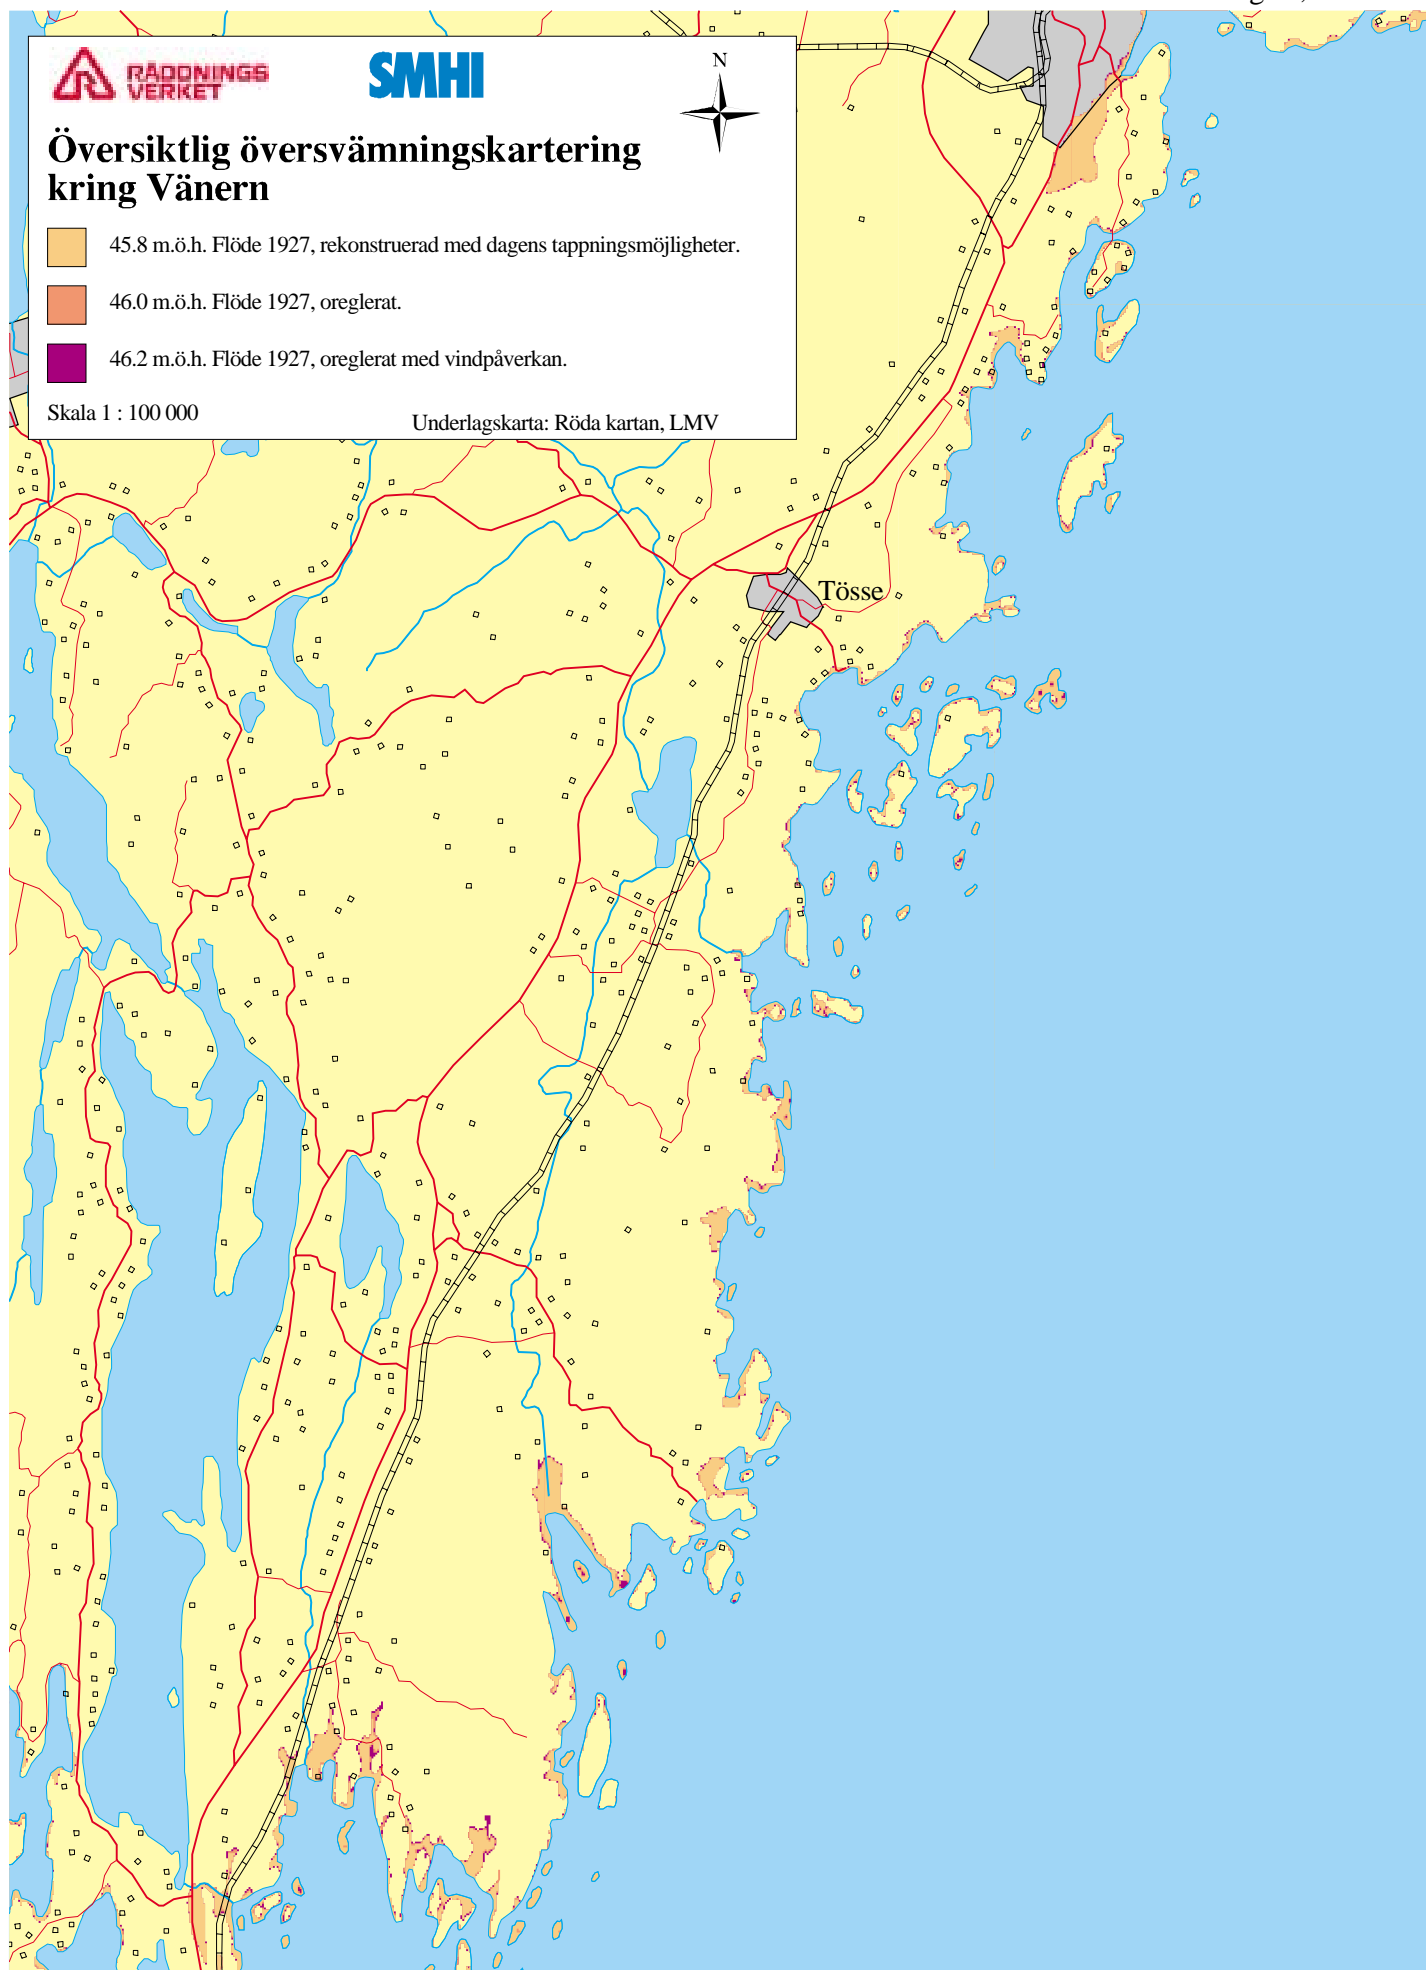 RÄDDNINGS
VERKET
SMHI
N
Översiktlig översvämningskartering
kring Vänern
45.8 m.ö.h. Flöde 1927, rekonstruerad med dagens tappningsmöjligheter.
46.0 m.ö.h. Flöde 1927, oreglerat.
46.2 m.ö.h. Flöde 1927, oreglerat med vindpåverkan.
Skala 1 : 100 000
Underlagskarta: Röda kartan, LMV
Tösse